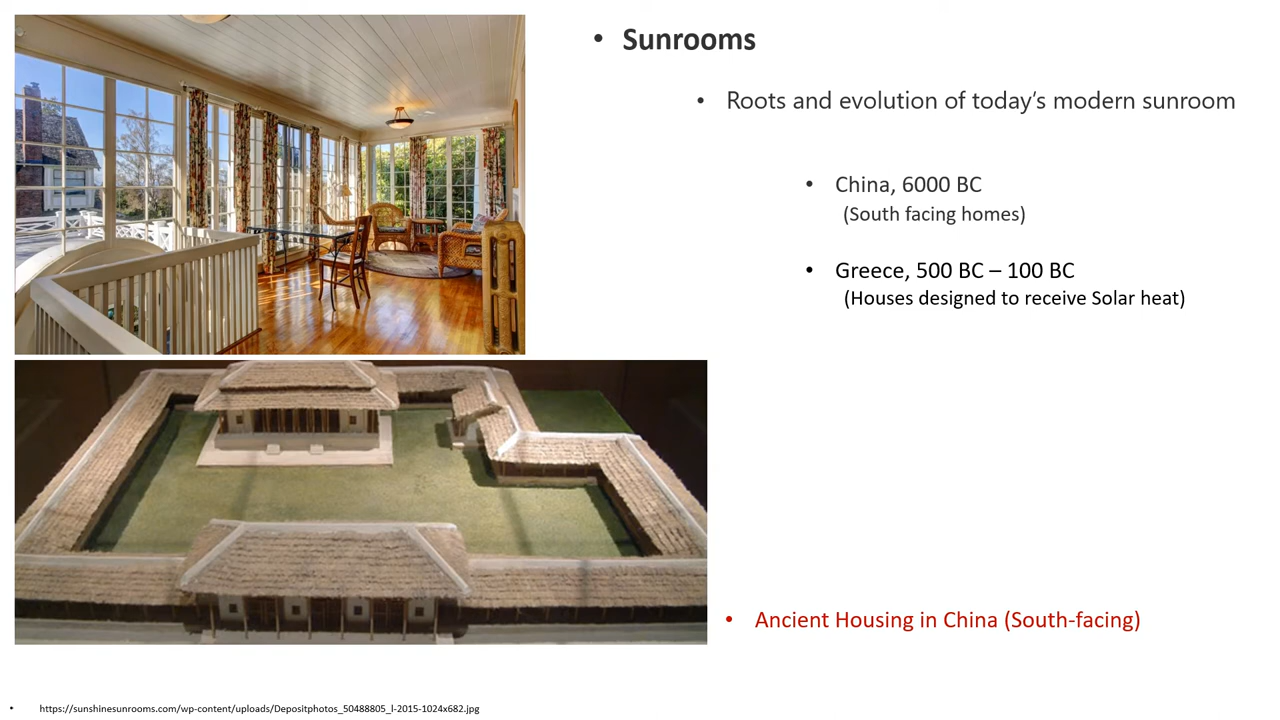 Sunrooms
Roots and evolution of today's modern sunroom
China, 6000 BC
(South facing homes)
Greece, 500 BC – 100 BC
(Houses designed to receive Solar heat)
Ancient Housing in China (South-facing)
https://sunshinesunrooms.com/wp-content/uploads/Depositphotos_50488805_l-2015-1024x682.jpg